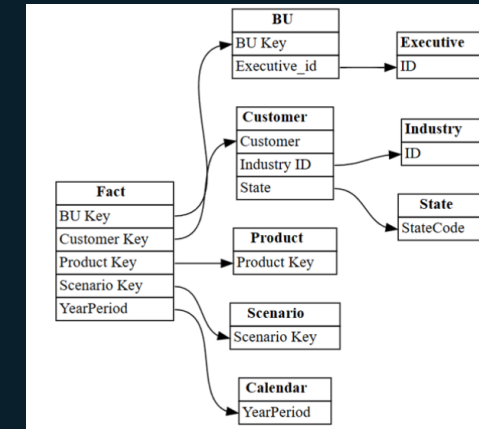 BU
BU Key
Executive_id
Executive
ID
Customer
Customer
Industry ID
State
Industry
ID
State
StateCode
Fact
BU Key
Customer Key
Product Key
Scenario Key
YearPeriod
Product
Product Key
Scenario
Scenario Key
Calendar
YearPeriod